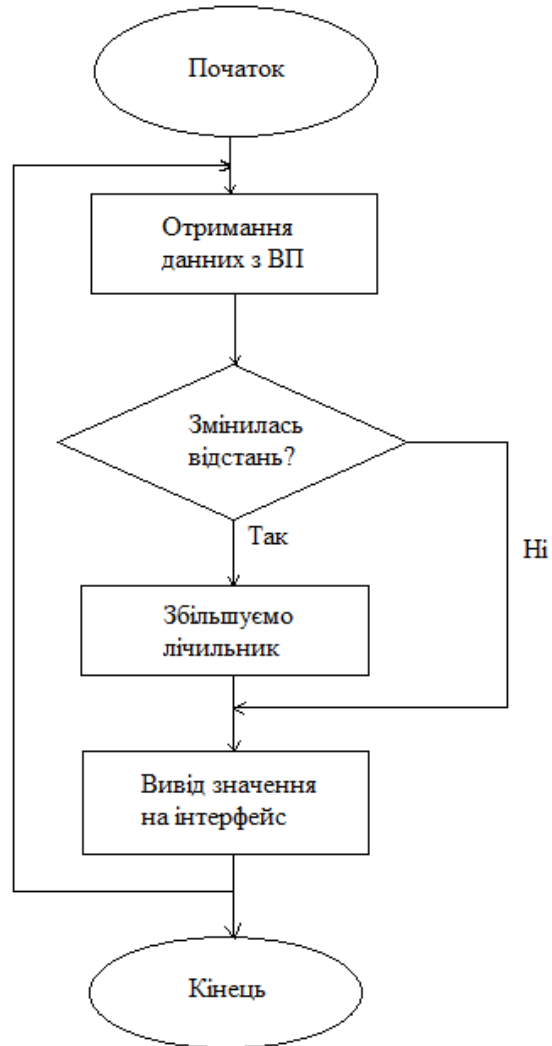 Початок
Отримання
данних з ВП
Змінилась
відстань?
Так
Ні
Збільшуємо
лічильник
Вивід значення
на інтерфейс
Кінець